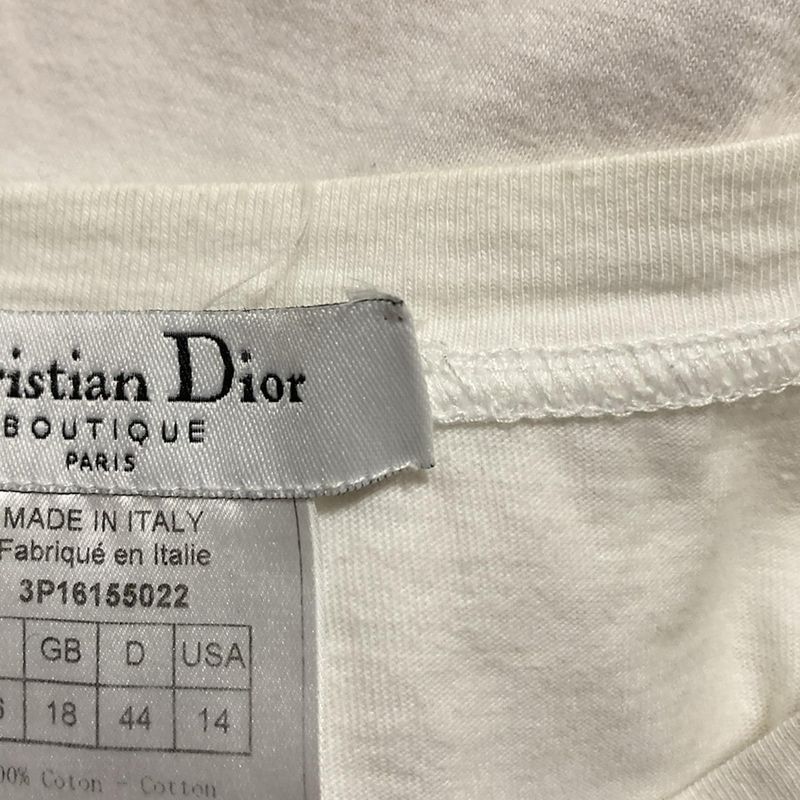 ristian Dior
BOUTIQUE
PARIS
MADE IN ITALY
Fabriqué en Italie
3P16155022
GB D USA
6 18 44 14
00% Coton - Cotton